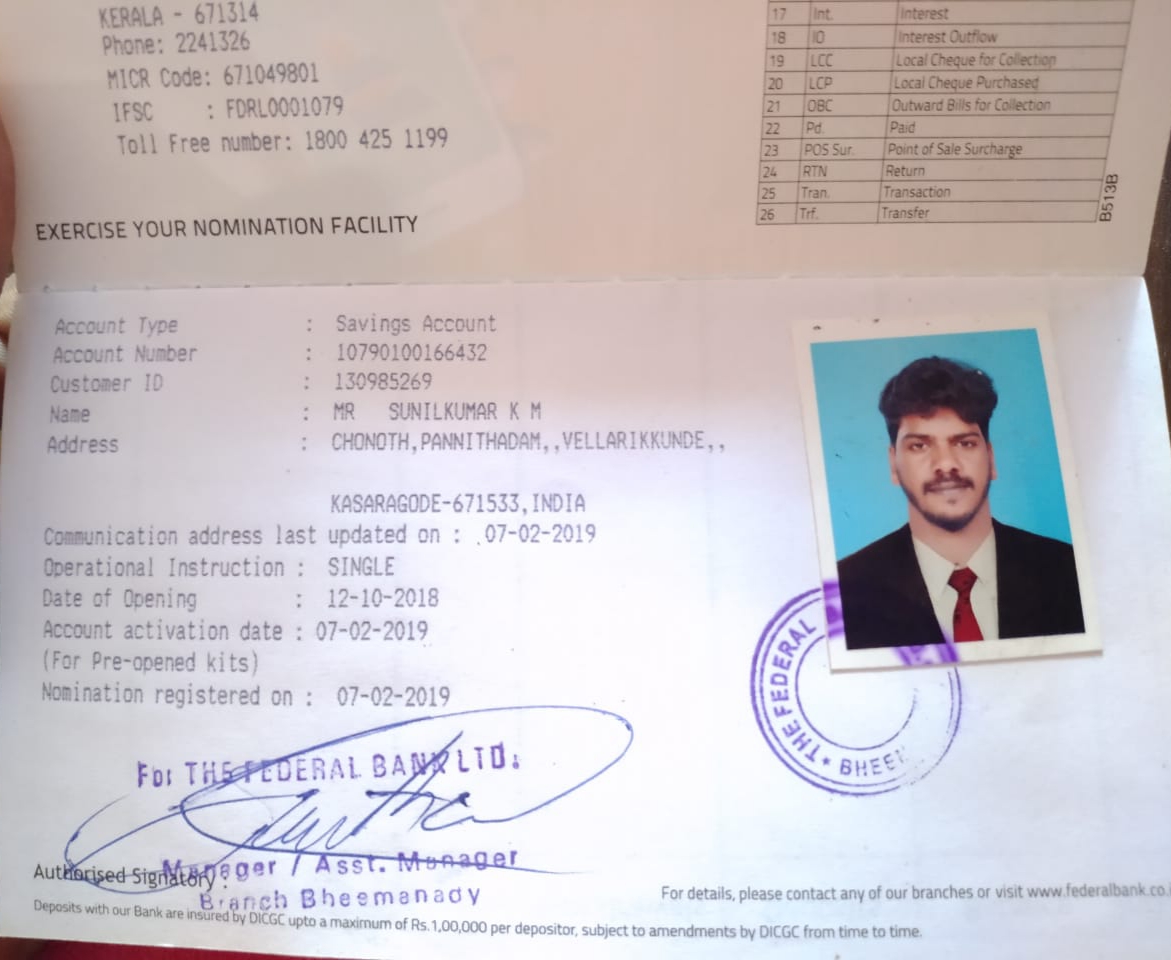 KERALA - 671314
Phone: 2241326
MICR Code: 671049801
IFSC : FDRL0001079
Toll Free number: 1800 425 1199
17 Int. Interest
18 IO Interest Outflow
19 LCC Local Cheque for Collection
20 LCP Local Cheque Purchased
21 OBC Outward Bills for Collection
22 Pd. Paid
23 POS Sur. Point of Sale Surcharge
24 RTN Return
25 Tran. Transaction
26 Trf. Transfer
B513B
EXERCISE YOUR NOMINATION FACILITY
Account Type : Savings Account
Account Number : 10790100166432
Customer ID : 130985269
Name : MR SUNILKUMAR K M
Address : CHONOTH,PANNITHADAM,,VELLARIKKUNDE,,
KASARAGODE-671533,INDIA
Communication address last updated on : 07-02-2019
Operational Instruction : SINGLE
Date of Opening : 12-10-2018
Account activation date : 07-02-2019
(For Pre-opened kits)
Nomination registered on : 07-02-2019
For THE FEDERAL BANK LTD.
Manager / Asst. Manager
Authorised Signatory :
Branch Bheemanady
THE FEDERAL
BHEEM
For details, please contact any of our branches or visit www.federalbank.co.
Deposits with our Bank are insured by DICGC upto a maximum of Rs.1,00,000 per depositor, subject to amendments by DICGC from time to time.